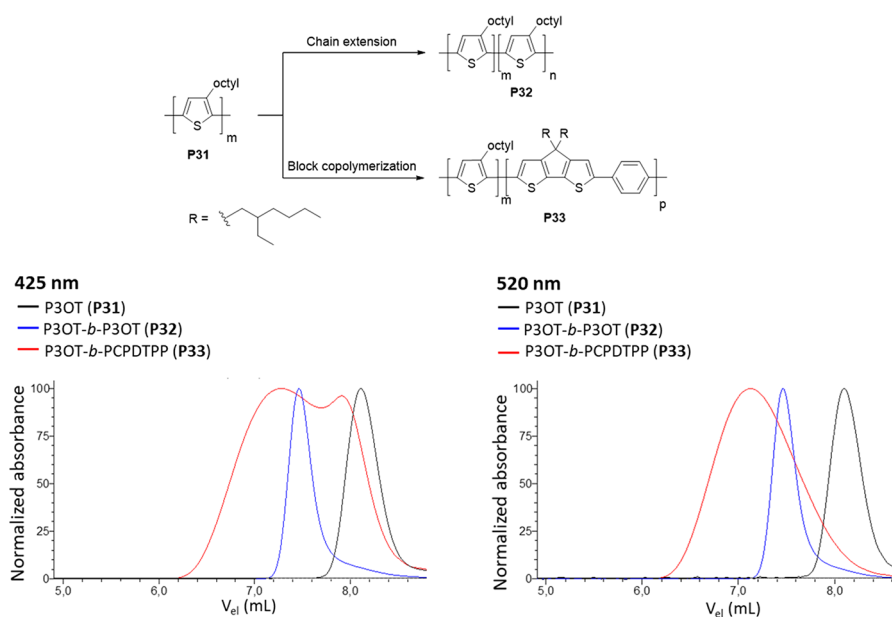 octyl
octyl
octyl
Chain extension
S
S
m
n
P32
S
m
P31
R
R
octyl
Block copolymerization
S
m
S
S
p
P33
R =
425 nm
P3OT (P31)
P3OT-b-P3OT (P32)
P3OT-b-PCPDTPP (P33)
Normalized absorbance
100
75
50
25
0
5,0
6,0
7,0
8,0
Vel (mL)
520 nm
P3OT (P31)
P3OT-b-P3OT (P32)
P3OT-b-PCPDTPP (P33)
Normalized absorbance
100
75
50
25
0
5,0
6,0
7,0
8,0
Vel (mL)